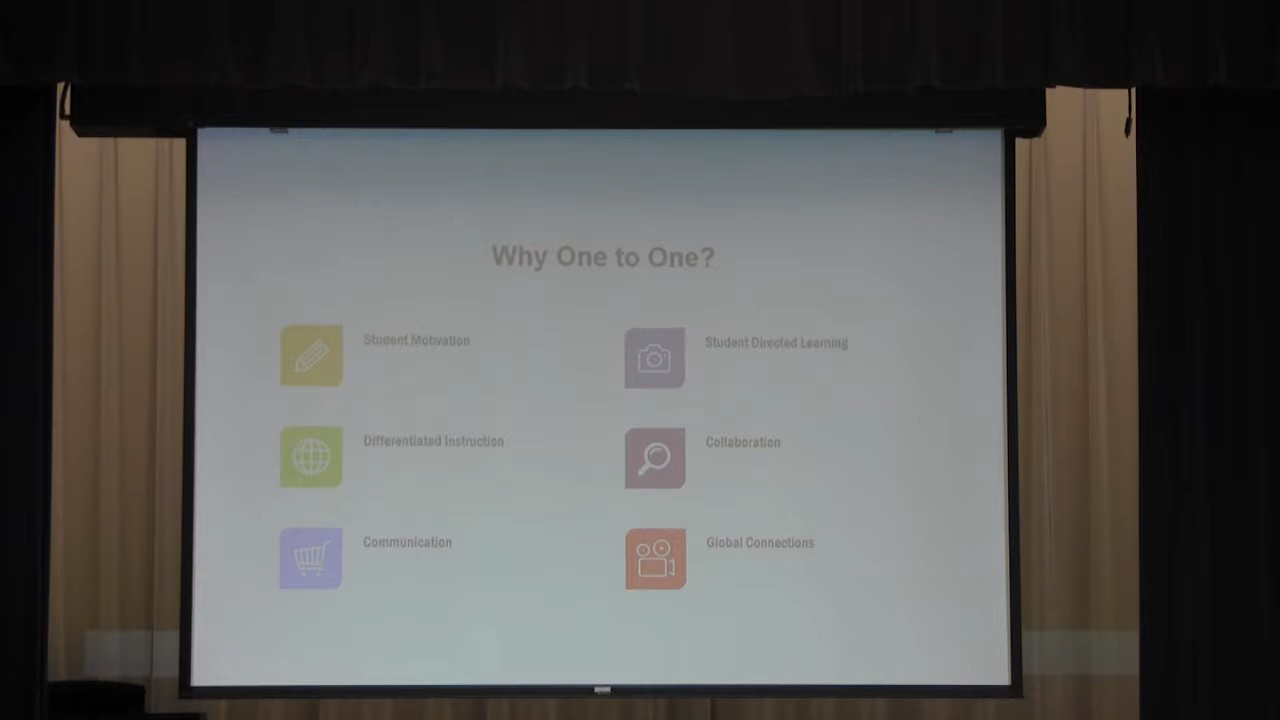 Why One to One?
Student Motivation
Student Directed Learning
Differentiated Instruction
Collaboration
Communication
Global Connections